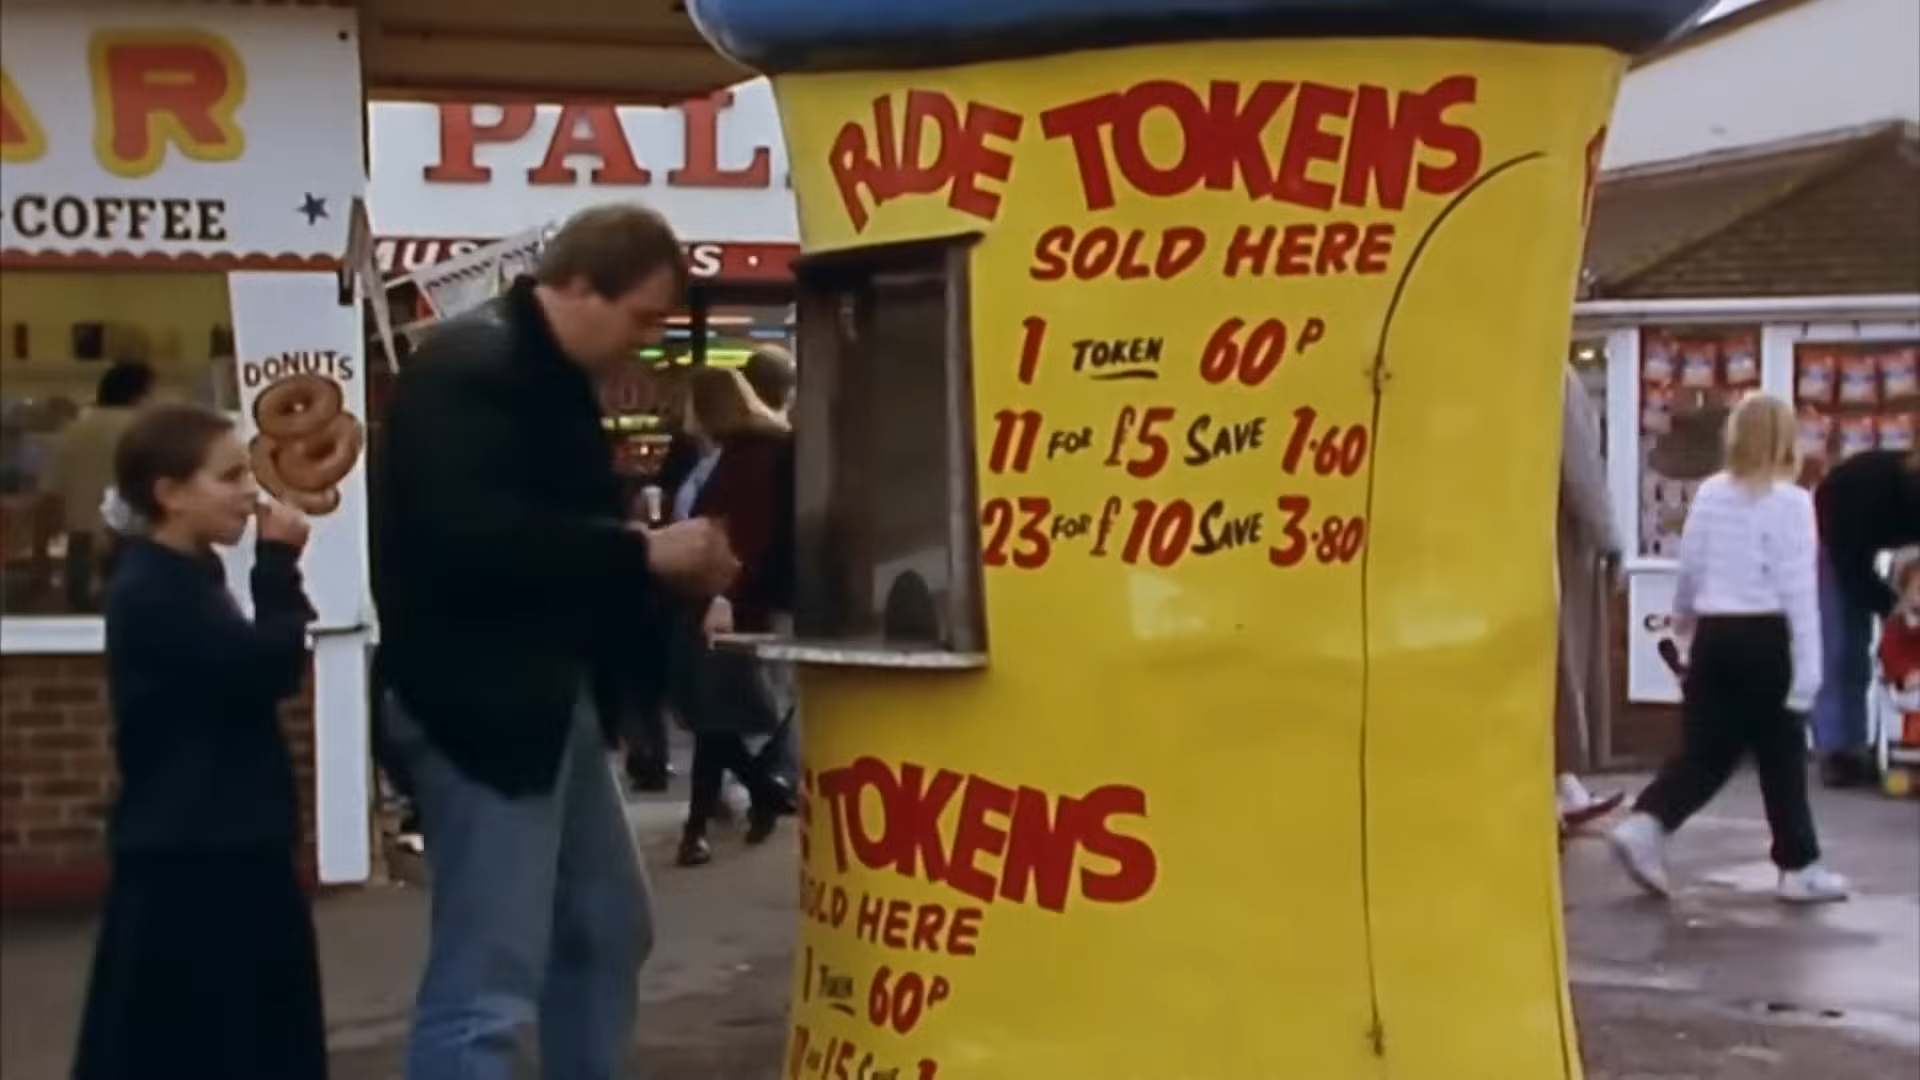 AR
COFFEE
DONUTS
PAL
RIDE TOKENS
SOLD HERE
1 TOKEN 60P
11 FOR £5 SAVE 1·60
23 FOR £10 SAVE 3·80
TOKENS
OLD HERE
1 TOKEN 60P